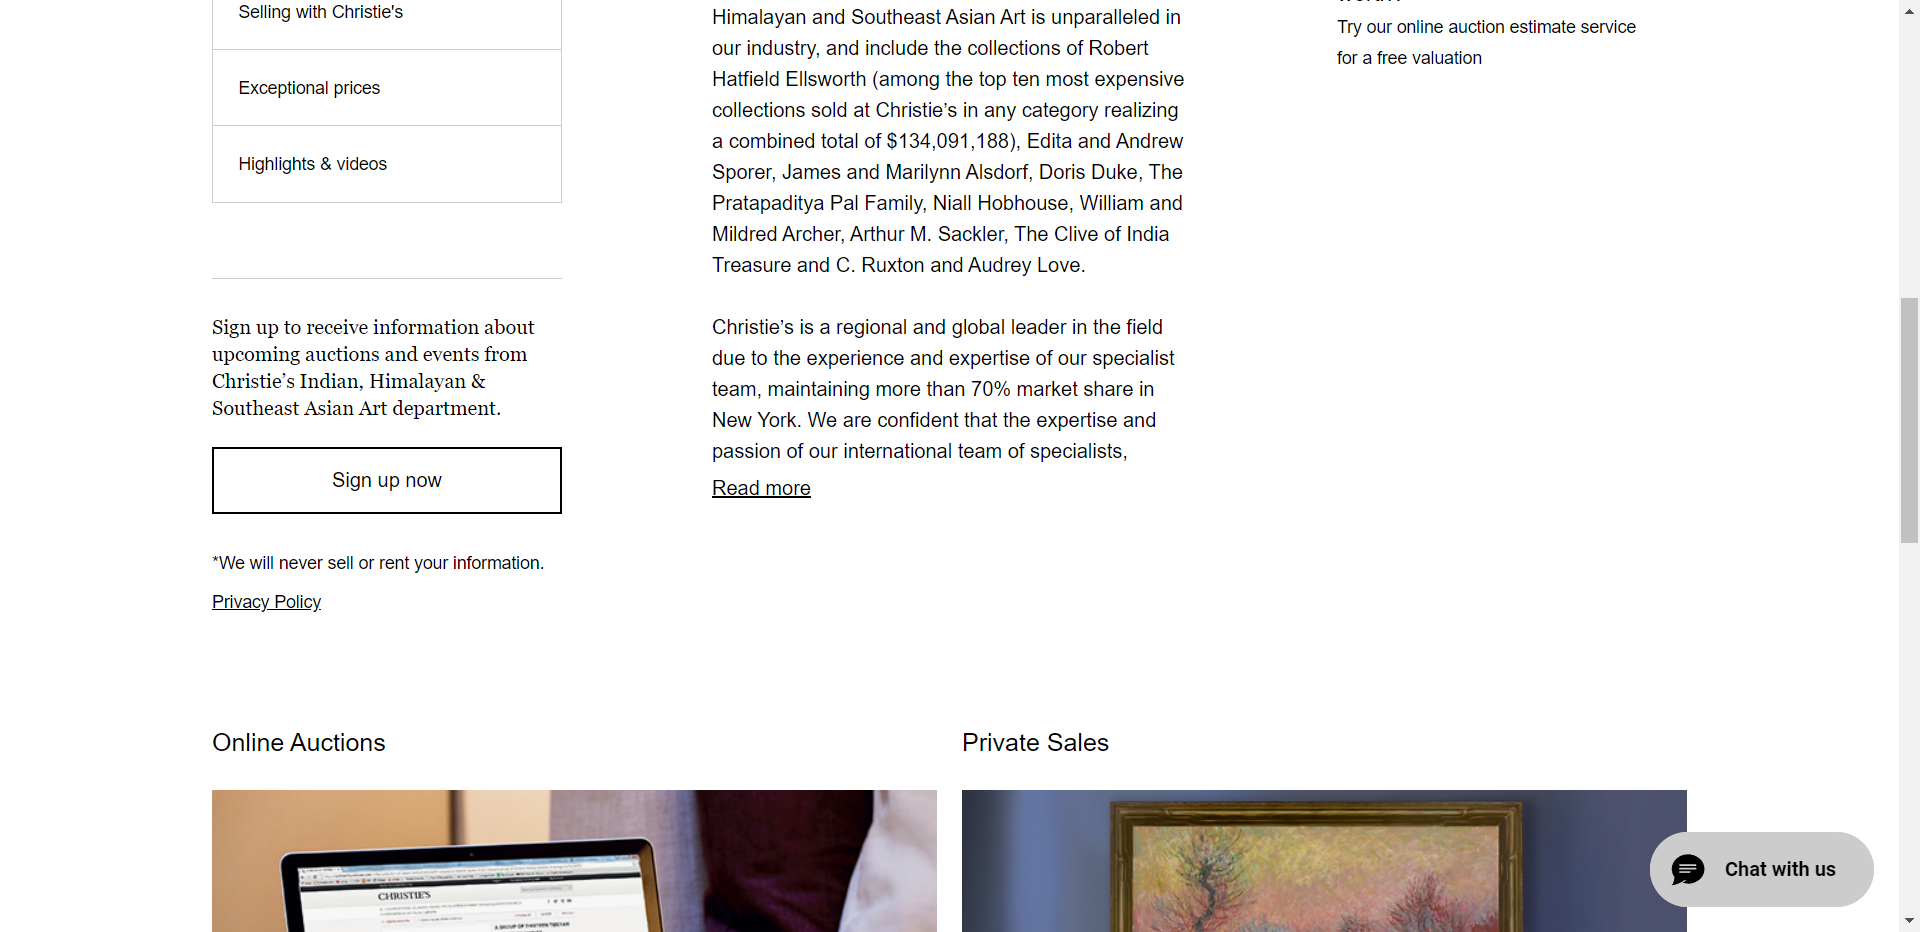 Selling with Christie's
Exceptional prices
Highlights & videos
Sign up to receive information about
upcoming auctions and events from
Christie’s Indian, Himalayan &
Southeast Asian Art department.
Sign up now
*We will never sell or rent your information.
Privacy Policy
Himalayan and Southeast Asian Art is unparalleled in
our industry, and include the collections of Robert
Hatfield Ellsworth (among the top ten most expensive
collections sold at Christie’s in any category realizing
a combined total of $134,091,188), Edita and Andrew
Sporer, James and Marilynn Alsdorf, Doris Duke, The
Pratapaditya Pal Family, Niall Hobhouse, William and
Mildred Archer, Arthur M. Sackler, The Clive of India
Treasure and C. Ruxton and Audrey Love.
Christie’s is a regional and global leader in the field
due to the experience and expertise of our specialist
team, maintaining more than 70% market share in
New York. We are confident that the expertise and
passion of our international team of specialists,
Read more
Try our online auction estimate service
for a free valuation
Online Auctions
Private Sales
CHRISTIE'S
A GROUP OF THIRTEEN TIBETAN
Chat with us